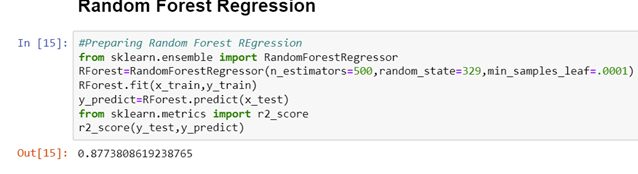 Random Forest Regression
In [15]: #Preparing Random Forest REgression
from sklearn.ensemble import RandomForestRegressor
RForest=RandomForestRegressor(n_estimators=500,random_state=329,min_samples_leaf=.0001)
RForest.fit(x_train,y_train)
y_predict=RForest.predict(x_test)
from sklearn.metrics import r2_score
r2_score(y_test,y_predict)
Out[15]: 0.8773808619238765